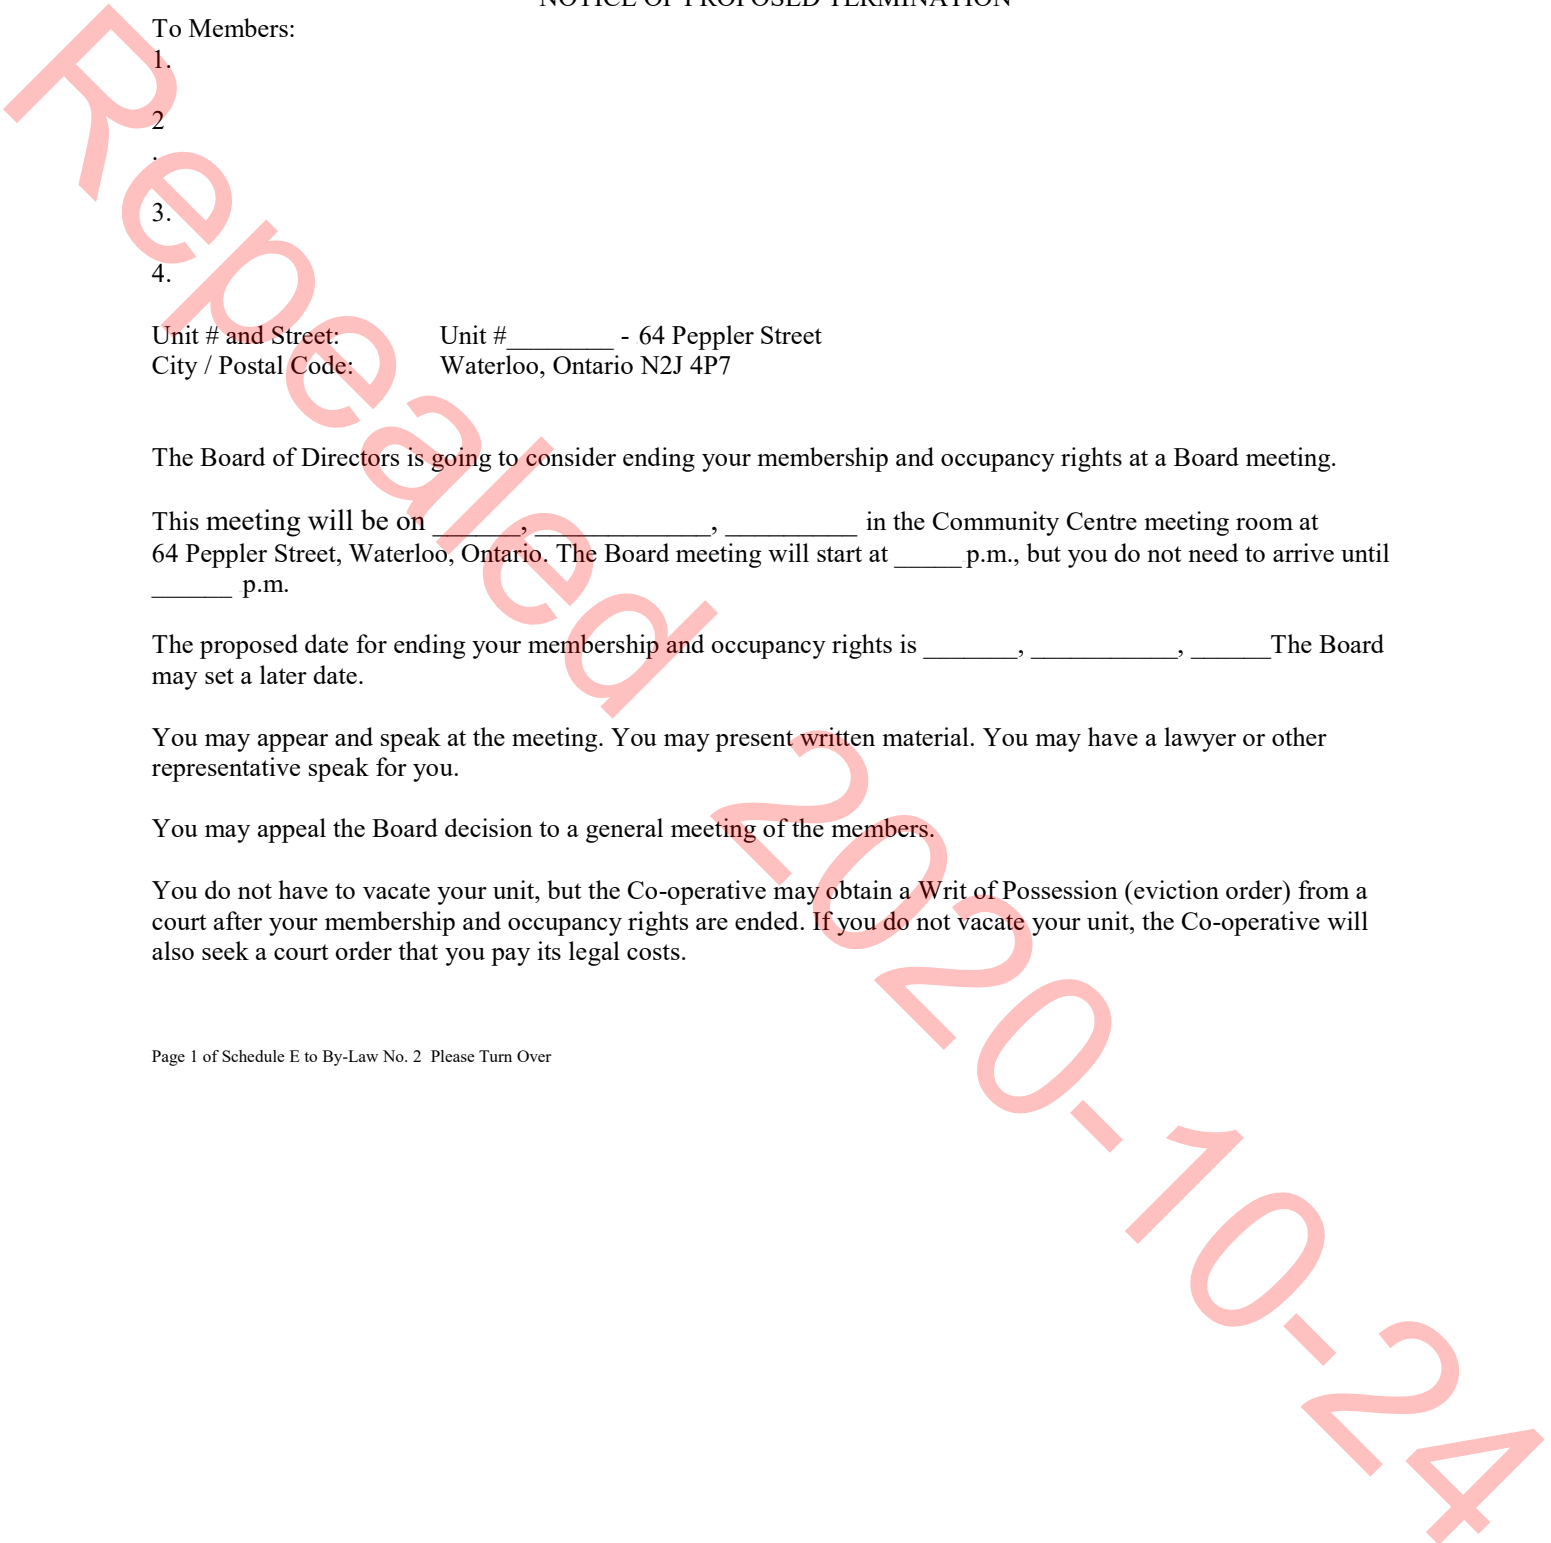 NOTICE OF PROPOSED TERMINATION
To Members:
1.
2
.
3.
4.
Unit # and Street: Unit #________ - 64 Peppler Street
City / Postal Code: Waterloo, Ontario N2J 4P7
The Board of Directors is going to consider ending your membership and occupancy rights at a Board meeting.
This meeting will be on ______, ____________, _________ in the Community Centre meeting room at
64 Peppler Street, Waterloo, Ontario. The Board meeting will start at _____ p.m., but you do not need to arrive until
______ p.m.
The proposed date for ending your membership and occupancy rights is _______, ___________, ______The Board
may set a later date.
You may appear and speak at the meeting. You may present written material. You may have a lawyer or other
representative speak for you.
You may appeal the Board decision to a general meeting of the members.
You do not have to vacate your unit, but the Co-operative may obtain a Writ of Possession (eviction order) from a
court after your membership and occupancy rights are ended. If you do not vacate your unit, the Co-operative will
also seek a court order that you pay its legal costs.
Page 1 of Schedule E to By-Law No. 2 Please Turn Over
Repealed 2020-10-24